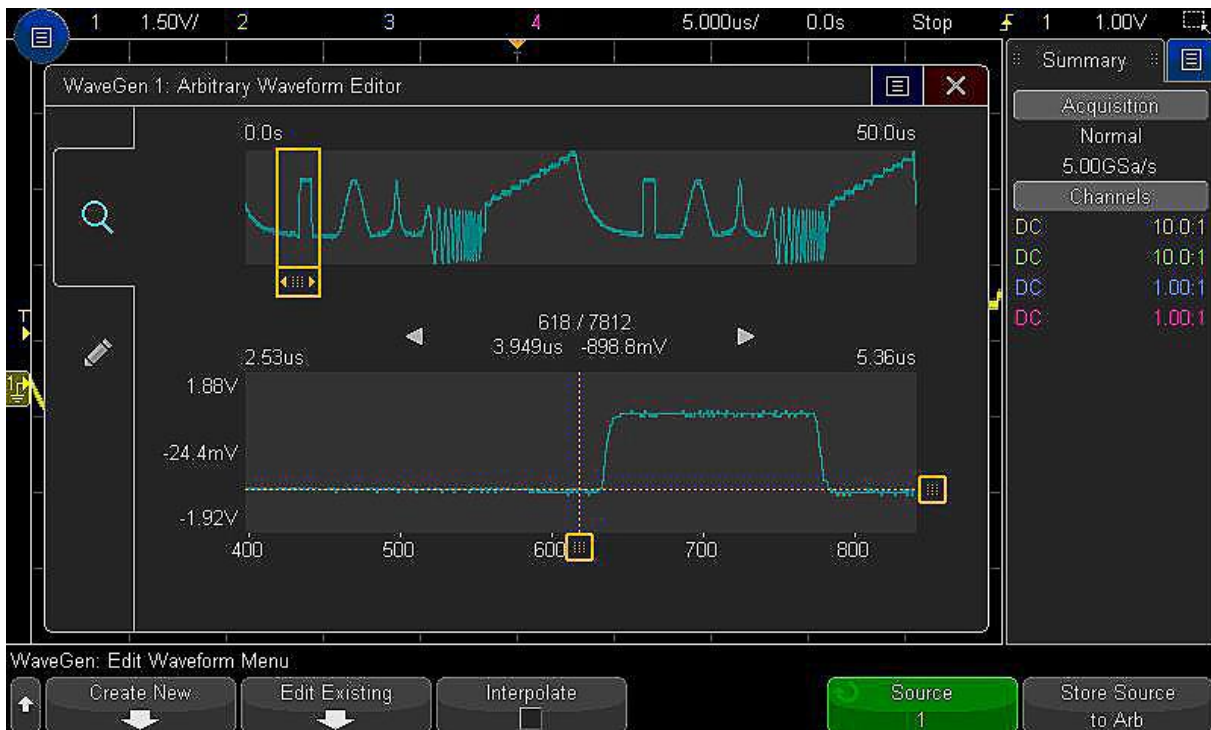 1 1.50V/ 2 3 4 5.000us/ 0.0s Stop 1 1.00V
Summary
WaveGen 1: Arbitrary Waveform Editor
Acquisition
Normal
5.00GSa/s
Channels
DC 10.0:1
DC 10.0:1
DC 1.00:1
DC 1.00:1
0.0s 50.0us
618 / 7812
3.949us -898.8mV
2.53us 5.36us
1.88V
-24.4mV
-1.92V
400 500 600 700 800
T
1
WaveGen: Edit Waveform Menu
Create New Edit Existing Interpolate Source Store Source
1 to Arb